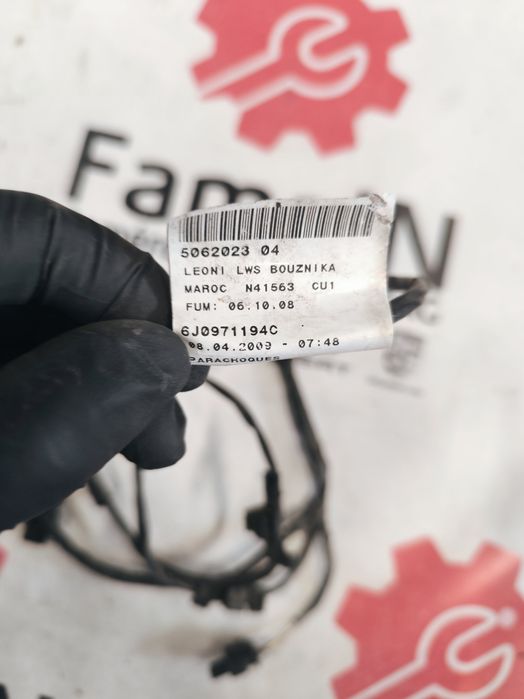 5062023 04
LEONI LWS BOUZNIKA
MAROC N41563 CU1
FUM: 06.10.08
6J0971194C
08.04.2009 - 07:48
PARACHOQUES